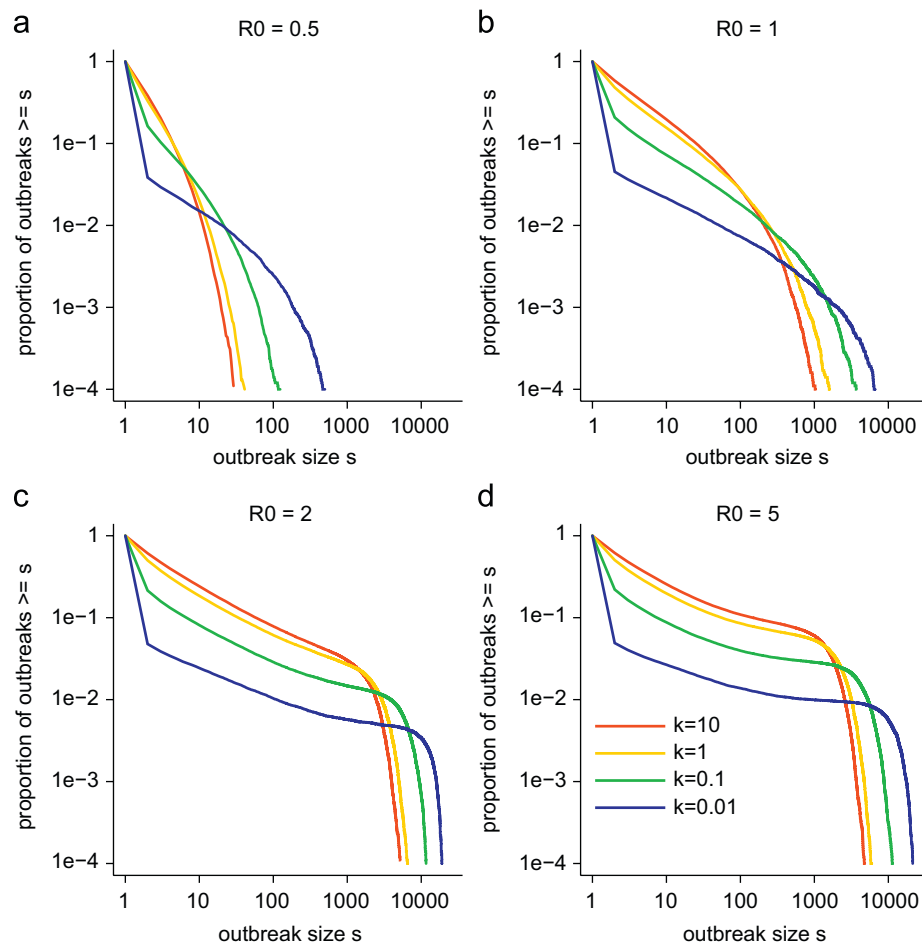 a
R0 = 0.5
proportion of outbreaks >= s
1
1e−1
1e−2
1e−3
1e−4
1 10 100 1000 10000
outbreak size s
b
R0 = 1
proportion of outbreaks >= s
1
1e−1
1e−2
1e−3
1e−4
1 10 100 1000 10000
outbreak size s
c
R0 = 2
proportion of outbreaks >= s
1
1e−1
1e−2
1e−3
1e−4
1 10 100 1000 10000
outbreak size s
d
R0 = 5
proportion of outbreaks >= s
1
1e−1
1e−2
1e−3
1e−4
k=10
k=1
k=0.1
k=0.01
1 10 100 1000 10000
outbreak size s